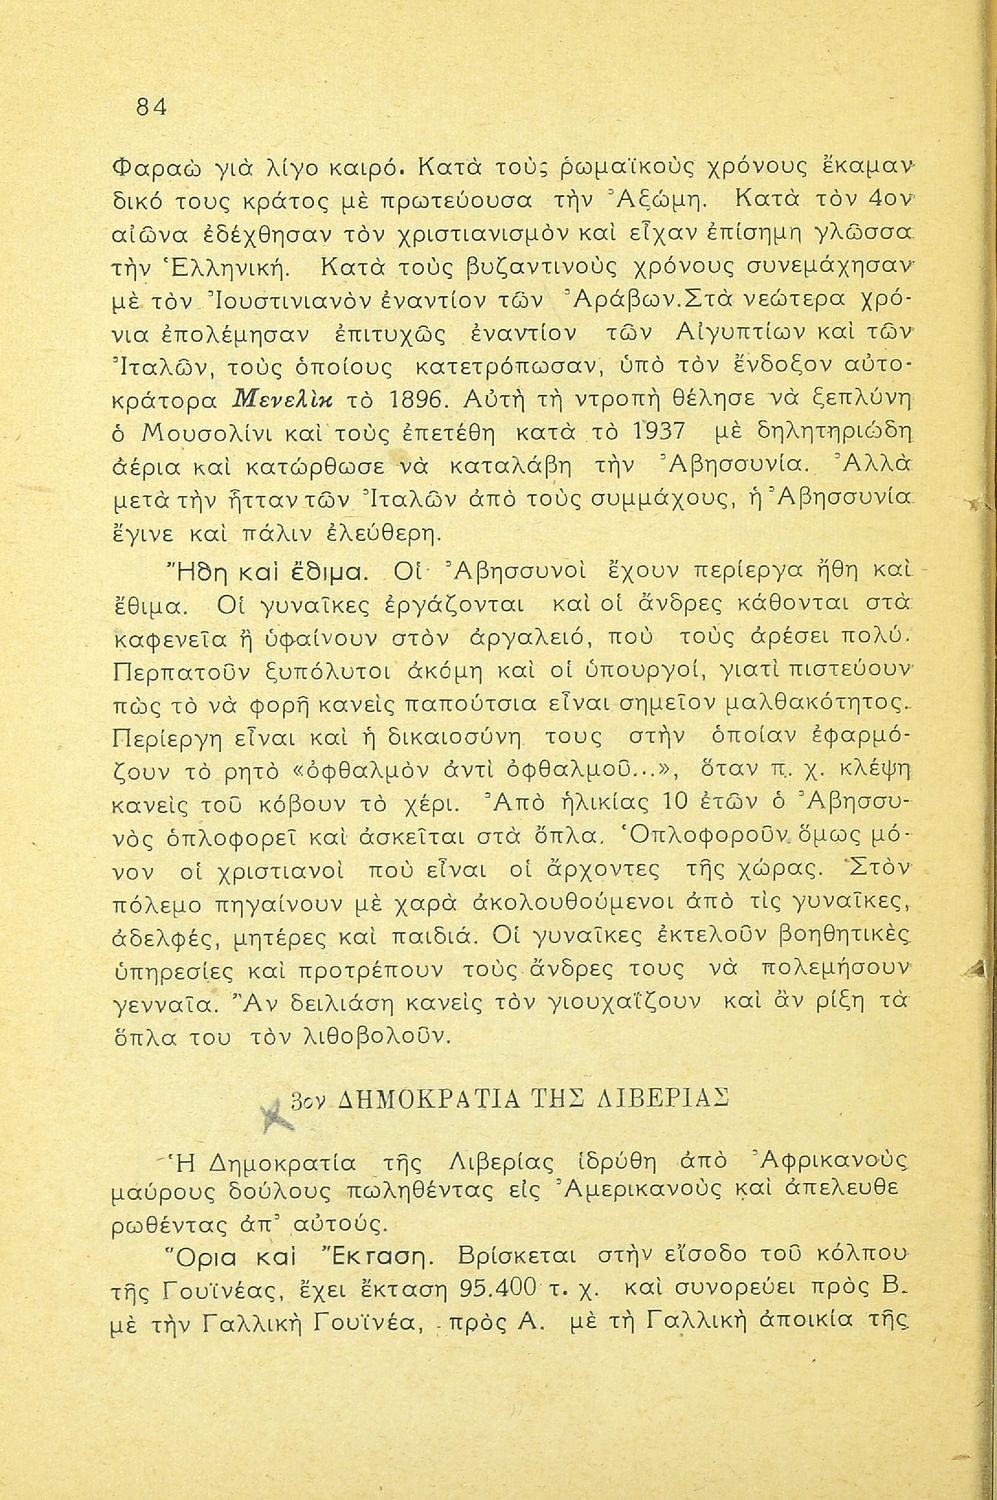 84
Φαραὼ γιὰ λίγο καιρό. Κατὰ τοὺς ῥωμαϊκοὺς χρόνους ἔκαμαν
δικό τους κράτος μὲ πρωτεύουσα τὴν Ἀξώμη. Κατὰ τὸν 4ον
αἰῶνα ἐδέχθησαν τὸν χριστιανισμὸν καὶ εἶχαν ἐπίσημη γλῶσσα
τὴν Ἑλληνική. Κατὰ τοὺς βυζαντινοὺς χρόνους συνεμάχησαν
μὲ τὸν Ἰουστινιανὸν ἐναντίον τῶν Ἀράβων.Στὰ νεώτερα χρό-
νια ἐπολέμησαν ἐπιτυχῶς ἐναντίον τῶν Αἰγυπτίων καὶ τῶν
Ἰταλῶν, τοὺς ὁποίους κατετρόπωσαν, ὑπὸ τὸν ἔνδοξον αὐτο-
κράτορα Μενελὶκ τὸ 1896. Αὐτὴ τὴ ντροπὴ θέλησε νὰ ξεπλύνη
ὁ Μουσολίνι καὶ τοὺς ἐπετέθη κατὰ τὸ 1937 μὲ δηλητηριώδη
ἀέρια καὶ κατώρθωσε νὰ καταλάβη τὴν Ἀβησσυνία. Ἀλλὰ
μετὰ τὴν ἧτταν τῶν Ἰταλῶν ἀπὸ τοὺς συμμάχους, ἡ Ἀβησσυνία
ἔγινε καὶ πάλιν ἐλεύθερη.
Ἤδη καὶ ἔδιμα. Οἱ Ἀβησσυνοὶ ἔχουν περίεργα ἤθη καὶ
ἔθιμα. Οἱ γυναῖκες ἐργάζονται καὶ οἱ ἄνδρες κάθονται στὰ
καφενεῖα ἢ ὑφαίνουν στὸν ἀργαλειό, ποὺ τοὺς ἀρέσει πολύ.
Περπατοῦν ξυπόλυτοι ἀκόμη καὶ οἱ ὑπουργοί, γιατὶ πιστεύουν
πὼς τὸ νὰ φορῇ κανεὶς παπούτσια εἶναι σημεῖον μαλθακότητος.
Περίεργη εἶναι καὶ ἡ δικαιοσύνη τους στὴν ὁποίαν ἐφαρμό-
ζουν τὸ ρητὸ «ὀφθαλμὸν ἀντὶ ὀφθαλμοῦ...», ὅταν π. χ. κλέψη
κανεὶς τοῦ κόβουν τὸ χέρι. Ἀπὸ ἡλικίας 10 ἐτῶν ὁ Ἀβησσυ-
νὸς ὁπλοφορεῖ καὶ ἀσκεῖται στὰ ὅπλα. Ὁπλοφοροῦν ὅμως μό-
νον οἱ χριστιανοὶ ποὺ εἶναι οἱ ἄρχοντες τῆς χώρας. Στὸν
πόλεμο πηγαίνουν μὲ χαρὰ ἀκολουθούμενοι ἀπὸ τὶς γυναῖκες,
ἀδελφές, μητέρες καὶ παιδιά. Οἱ γυναῖκες ἐκτελοῦν βοηθητικὲς
ὑπηρεσίες καὶ προτρέπουν τοὺς ἄνδρες τους νὰ πολεμήσουν
γενναῖα. Ἂν δειλιάση κανεὶς τὸν γιουχαΐζουν καὶ ἂν ρίξη τὰ
ὅπλα του τὸν λιθοβολοῦν.
3ον ΔΗΜΟΚΡΑΤΙΑ ΤΗΣ ΛΙΒΕΡΙΑΣ
Ἡ Δημοκρατία τῆς Λιβερίας ἱδρύθη ἀπὸ Ἀφρικανοὺς
μαύρους δούλους πωληθέντας εἰς Ἀμερικανοὺς καὶ ἀπελευθε
ρωθέντας ἀπ' αὐτούς.
Ὅρια καὶ Ἔκταση. Βρίσκεται στὴν εἴσοδο τοῦ κόλπου
τῆς Γουϊνέας, ἔχει ἔκταση 95.400 τ. χ. καὶ συνορεύει πρὸς Β.
μὲ τὴν Γαλλικὴ Γουϊνέα, πρὸς Α. μὲ τὴ Γαλλικὴ ἀποικία τῆς